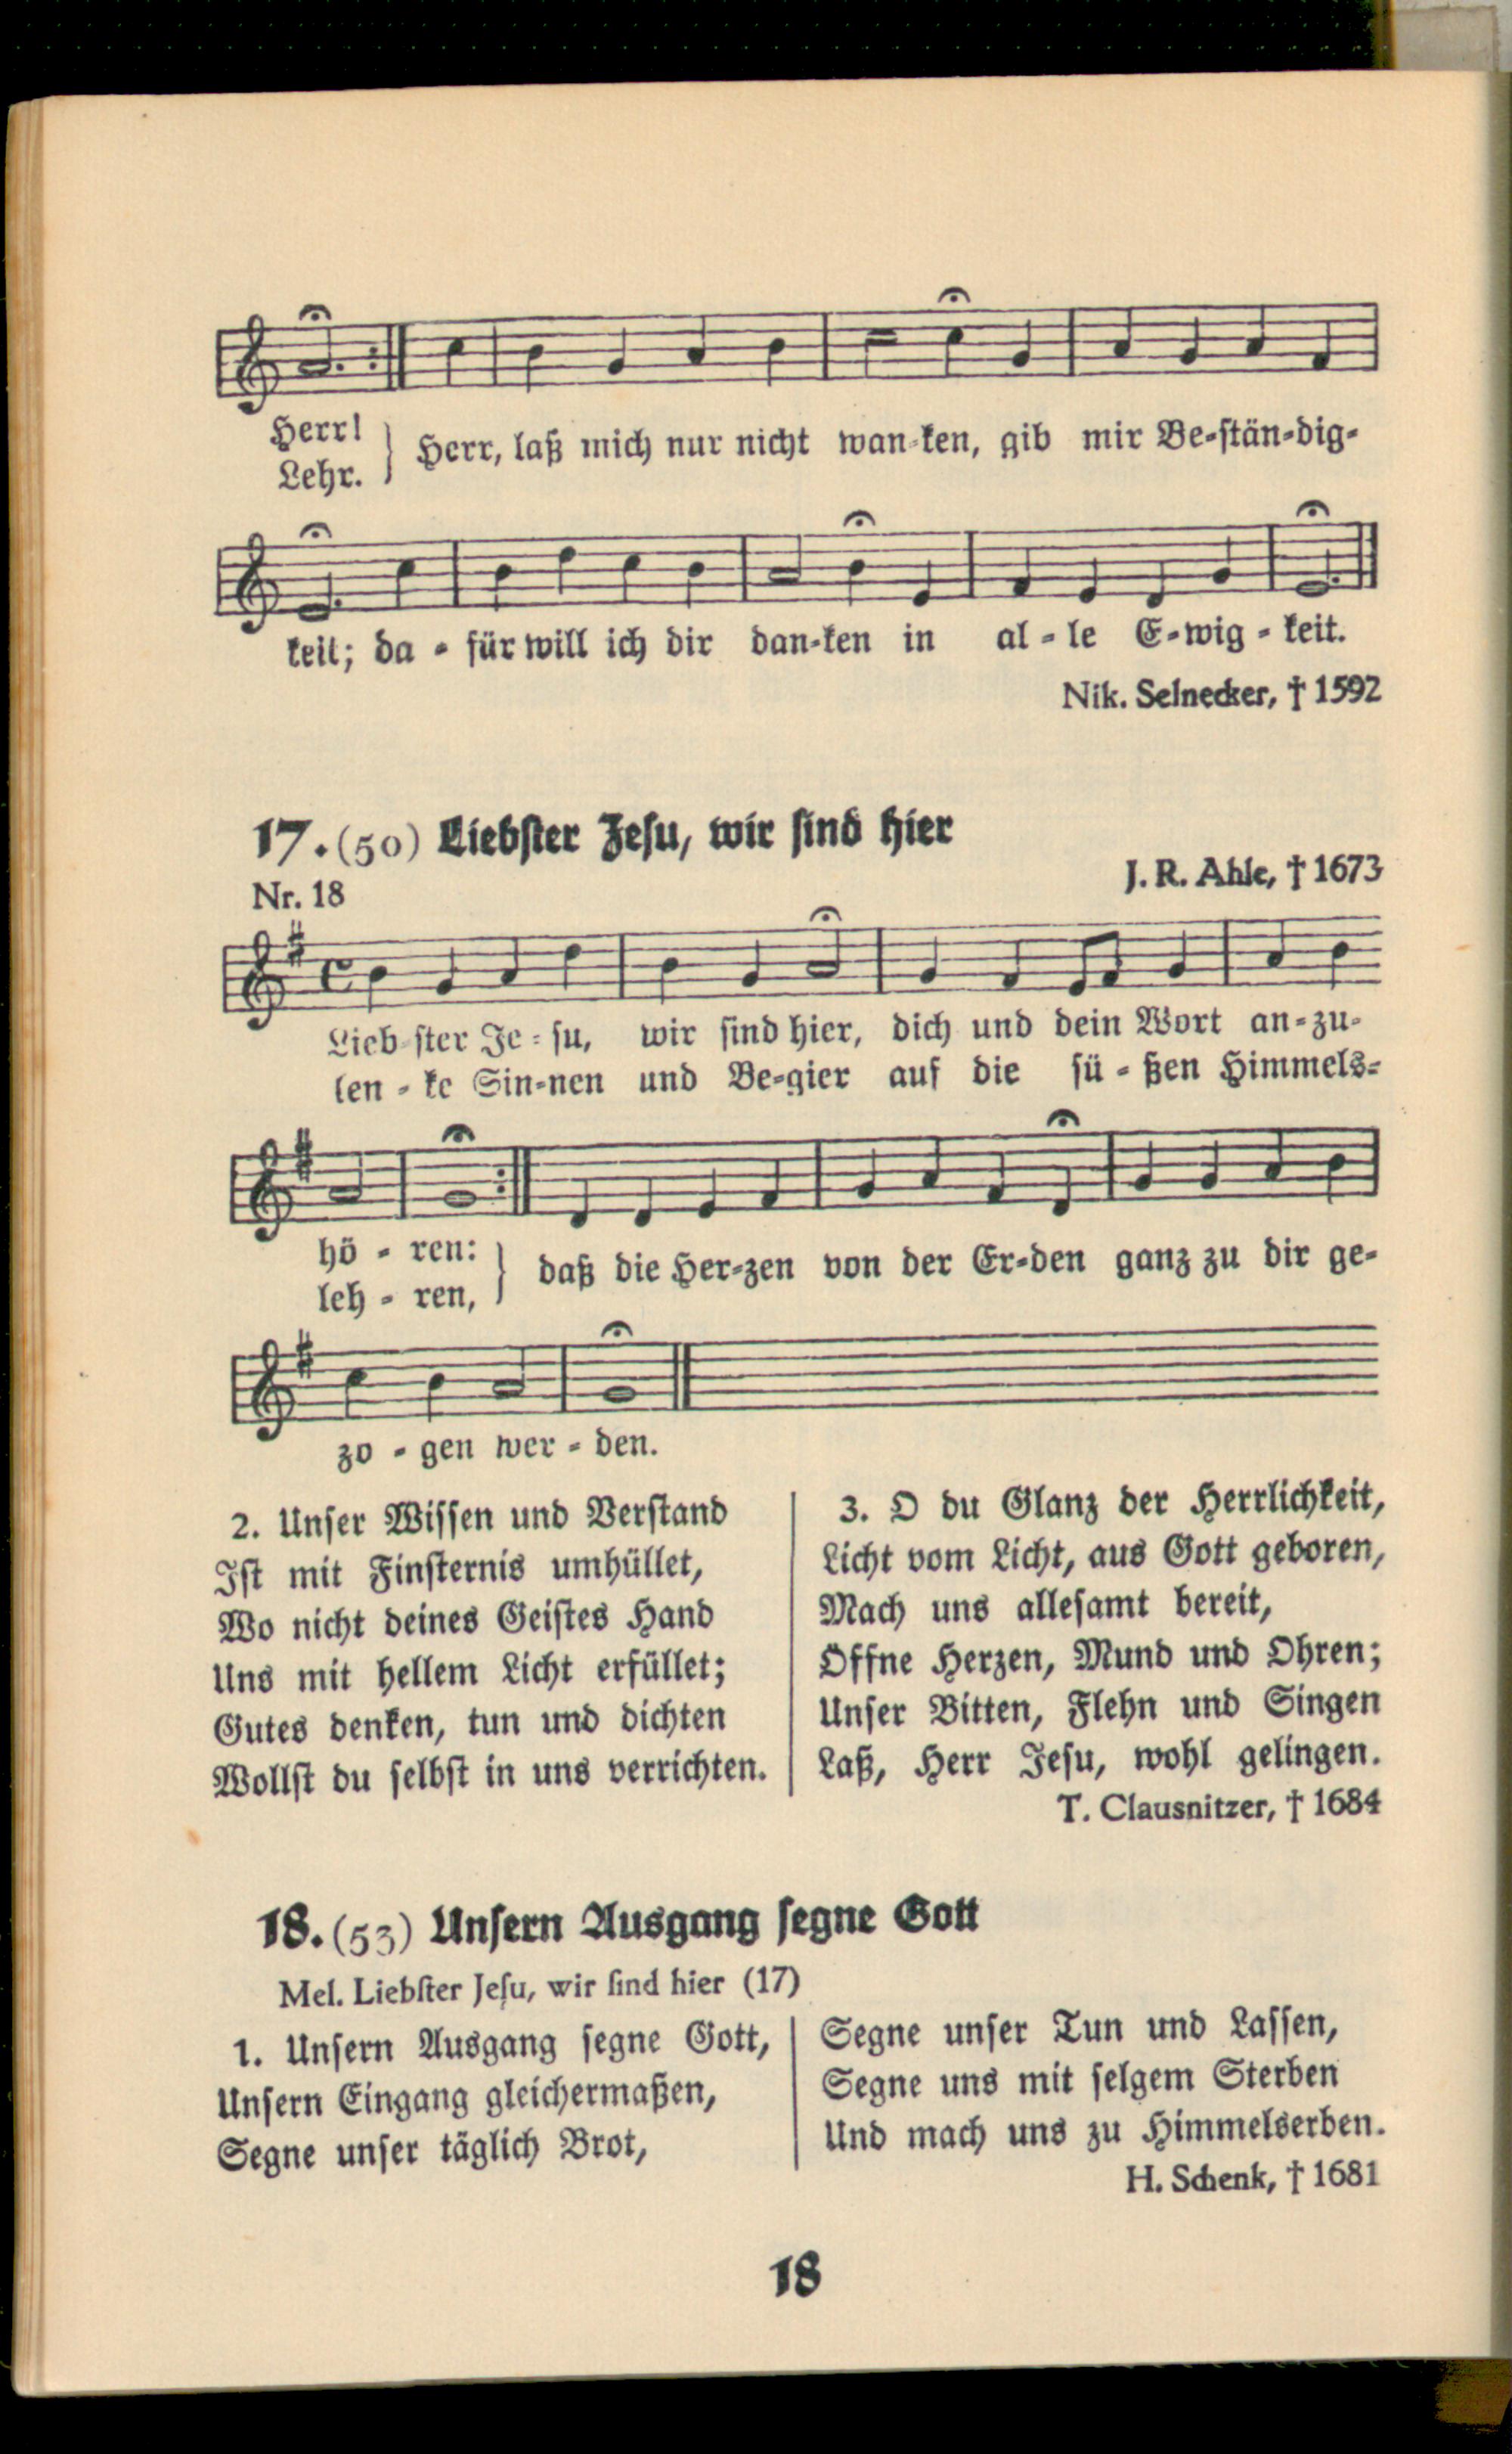 Herr!
Lehr.
Herr, laß mich nur nicht wan-ken, gib mir Be-stän-dig-
keit; da - für will ich dir dan-ken in al - le E-wig - keit.
Nik. Selnecker, † 1592
17. (50) Liebster Jesu, wir sind hier
J. R. Ahle, † 1673
Nr. 18
Lieb-ster Je - su, wir sind hier, dich und dein Wort an-zu-
len - ke Sin-nen und Be-gier auf die sü - ßen Himmels-
hö - ren:
leh - ren,
daß die Her-zen von der Er-den ganz zu dir ge-
zo - gen wer - den.
2. Unser Wissen und Verstand
Ist mit Finsternis umhüllet,
Wo nicht deines Geistes Hand
Uns mit hellem Licht erfüllet;
Gutes denken, tun und dichten
Wollst du selbst in uns verrichten.
3. O du Glanz der Herrlichkeit,
Licht vom Licht, aus Gott geboren,
Mach uns allesamt bereit,
Öffne Herzen, Mund und Ohren;
Unser Bitten, Flehn und Singen
Laß, Herr Jesu, wohl gelingen.
T. Clausnitzer, † 1684
18. (53) Unsern Ausgang segne Gott
Mel. Liebster Jesu, wir sind hier (17)
1. Unsern Ausgang segne Gott,
Unsern Eingang gleichermaßen,
Segne unser täglich Brot,
Segne unser Tun und Lassen,
Segne uns mit selgem Sterben
Und mach uns zu Himmelserben.
H. Schenk, † 1681
18